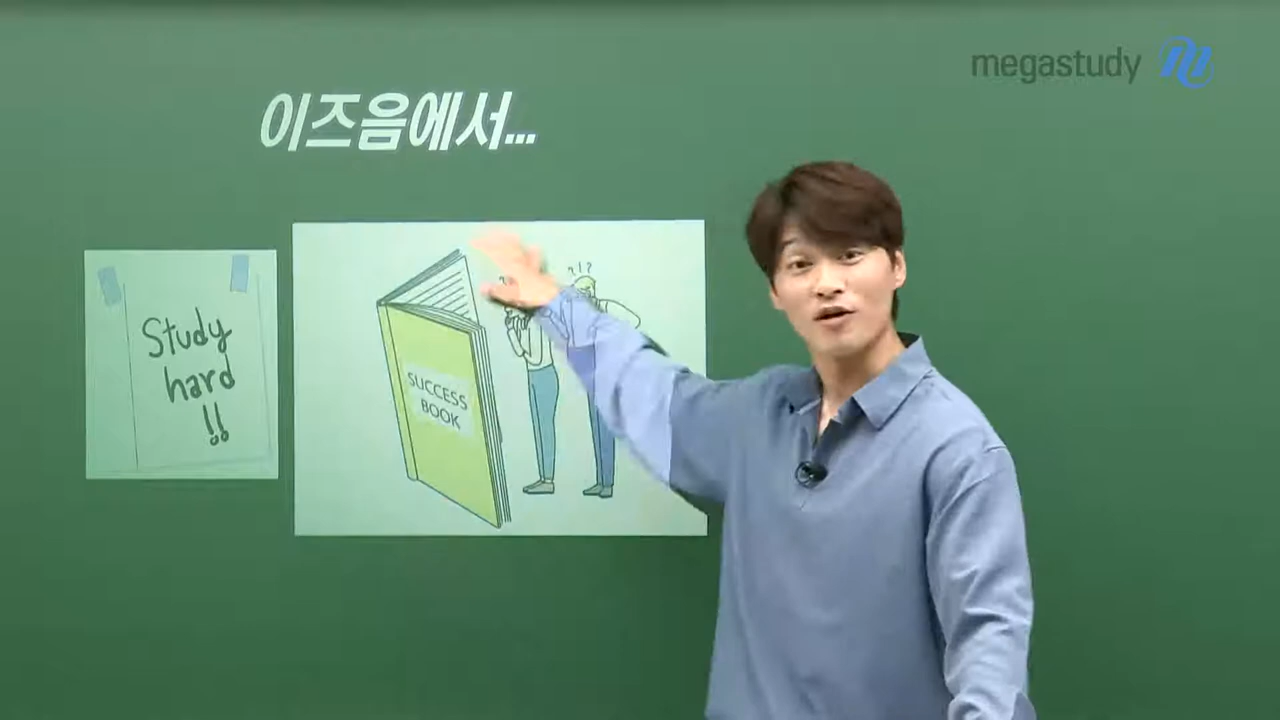 megastudy
이즈음에서...
Study
hard
!!
SUCCESS
BOOK
? ! ?